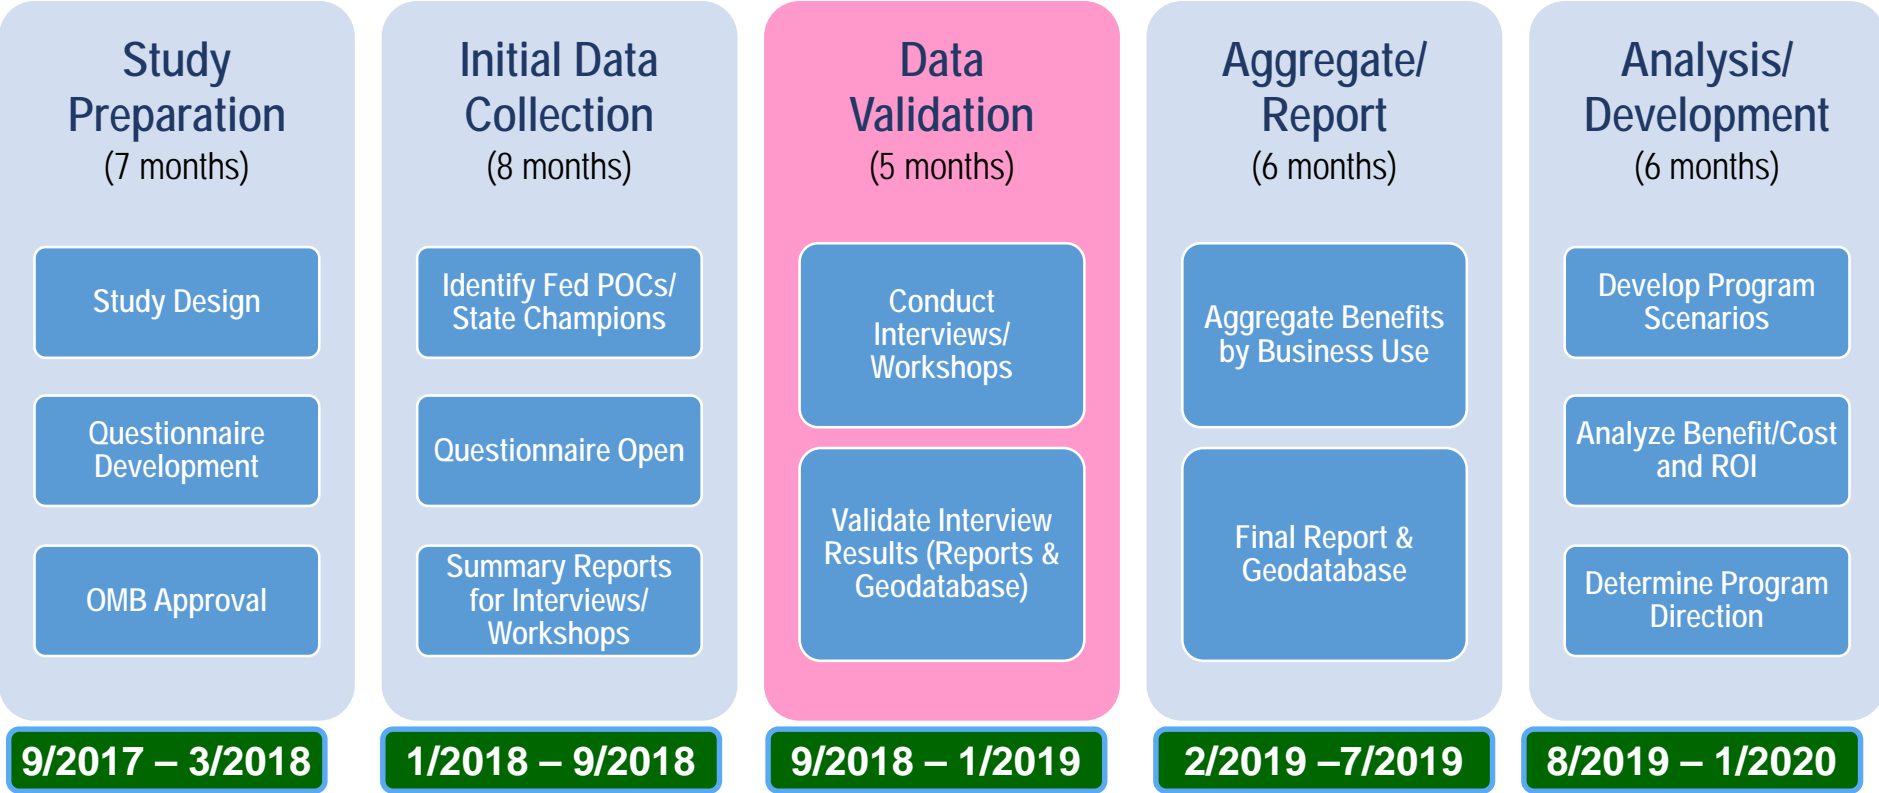 Study
Preparation
(7 months)
Study Design
Questionnaire
Development
OMB Approval
9/2017 – 3/2018
Initial Data
Collection
(8 months)
Identify Fed POCs/
State Champions
Questionnaire Open
Summary Reports
for Interviews/
Workshops
1/2018 – 9/2018
Data
Validation
(5 months)
Conduct
Interviews/
Workshops
Validate Interview
Results (Reports &
Geodatabase)
9/2018 – 1/2019
Aggregate/
Report
(6 months)
Aggregate Benefits
by Business Use
Final Report &
Geodatabase
2/2019 –7/2019
Analysis/
Development
(6 months)
Develop Program
Scenarios
Analyze Benefit/Cost
and ROI
Determine Program
Direction
8/2019 – 1/2020